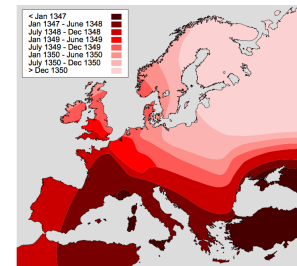 < Jan 1347
Jan 1347 - June 1348
July 1348 - Dec 1348
Jan 1349 - June 1349
July 1349 - Dec 1349
Jan 1350 - June 1350
July 1350 - Dec 1350
> Dec 1350